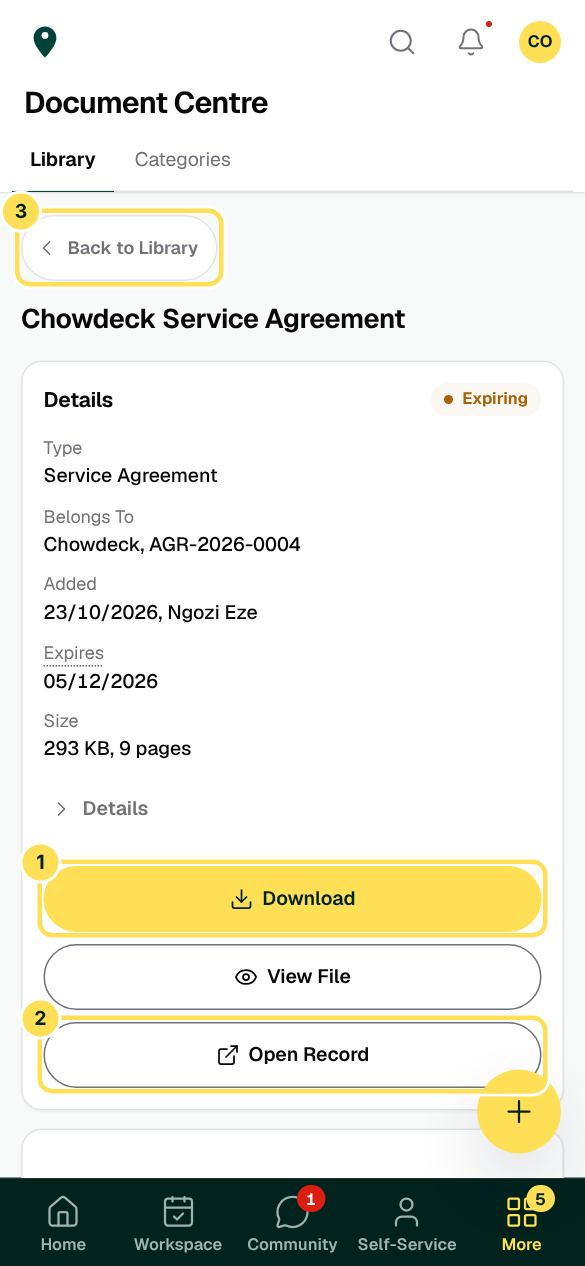 CO
Document Centre
Library Categories
3
Back to Library
Chowdeck Service Agreement
Details Expiring
Type
Service Agreement
Belongs To
Chowdeck, AGR-2026-0004
Added
23/10/2026, Ngozi Eze
Expires
05/12/2026
Size
293 KB, 9 pages
Details
1
Download
View File
2
Open Record
1 5
Home Workspace Community Self-Service More